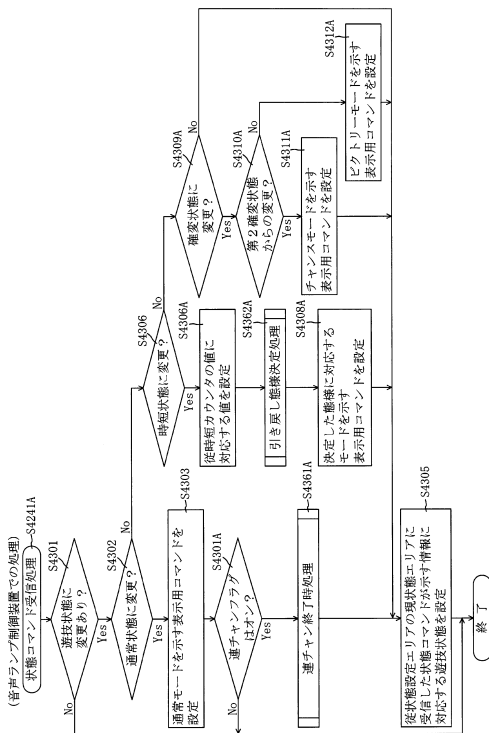 (音声ランプ制御装置での処理)
状態コマンド受信処理
S4241A
S4301
遊技状態に
変更あり？
No
Yes
S4302
通常状態に変更？
No
Yes
S4303
通常モードを示す表示用コマンドを
設定
S4301A
連チャンフラグ
はオン？
No
Yes
S4361A
連チャン終了時処理
S4306
時短状態に変更？
No
Yes
S4306A
従時短カウンタの値に
対応する値を設定
S4362A
引き戻し態様決定処理
S4308A
決定した態様に対応する
モードを示す
表示用コマンドを設定
S4309A
確変状態に
変更？
No
Yes
S4310A
第２確変状態
からの変更？
No
Yes
S4311A
チャンスモードを示す
表示用コマンドを設定
S4312A
ビクトリーモードを示す
表示用コマンドを設定
S4305
従状態設定エリアの現状態エリアに
受信した状態コマンドが示す情報に
対応する遊技状態を設定
終了